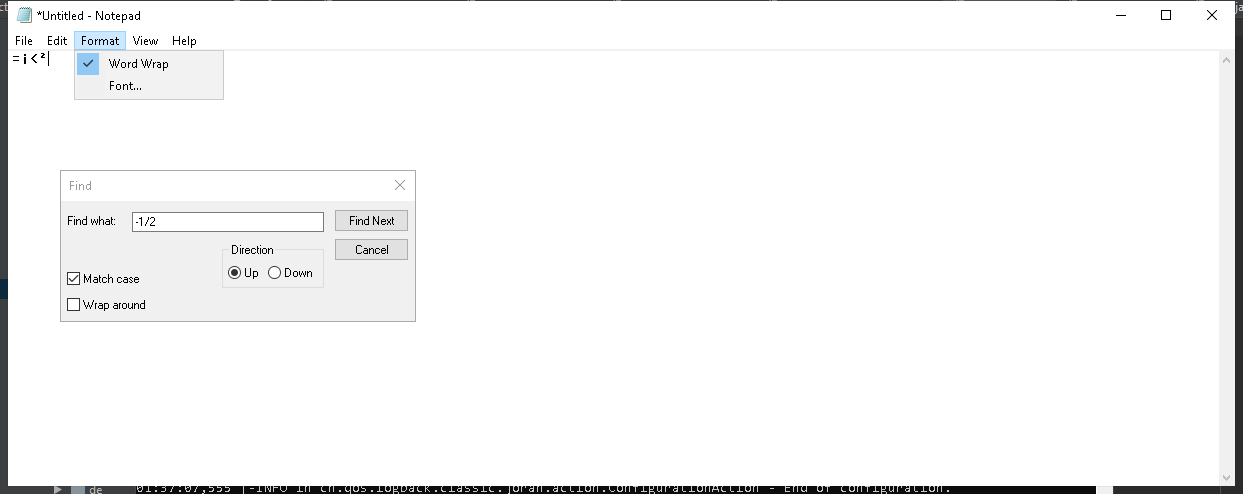 *Untitled - Notepad
File Edit Format View Help
=i<²
Word Wrap
Font...
Find
Find what: -1/2 Find Next
Direction Cancel
Up Down
Match case
Wrap around
de 01:37:07,555 |-INFO in ch.qos.logback.classic.joran.action.ConfigurationAction - End of configuration.